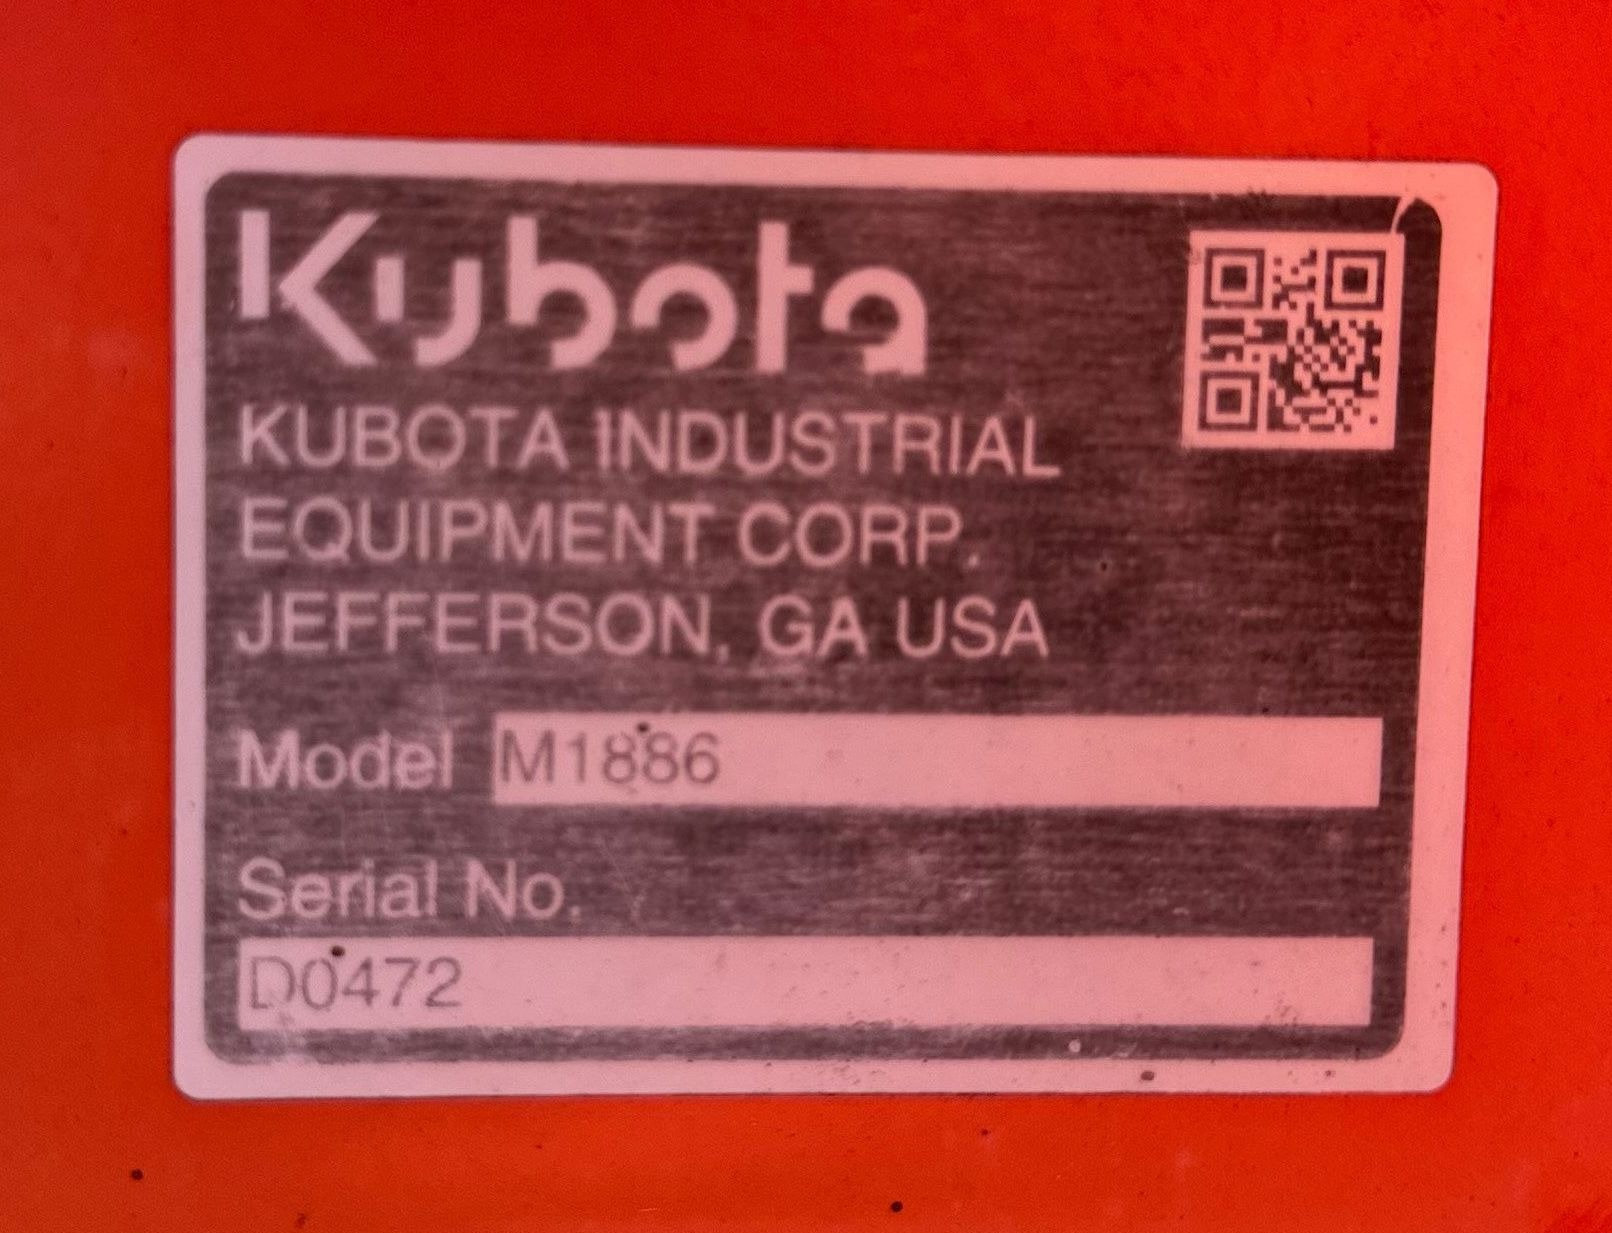 Kubota
KUBOTA INDUSTRIAL
EQUIPMENT CORP.
JEFFERSON, GA USA
Model M1886
Serial No.
D0472